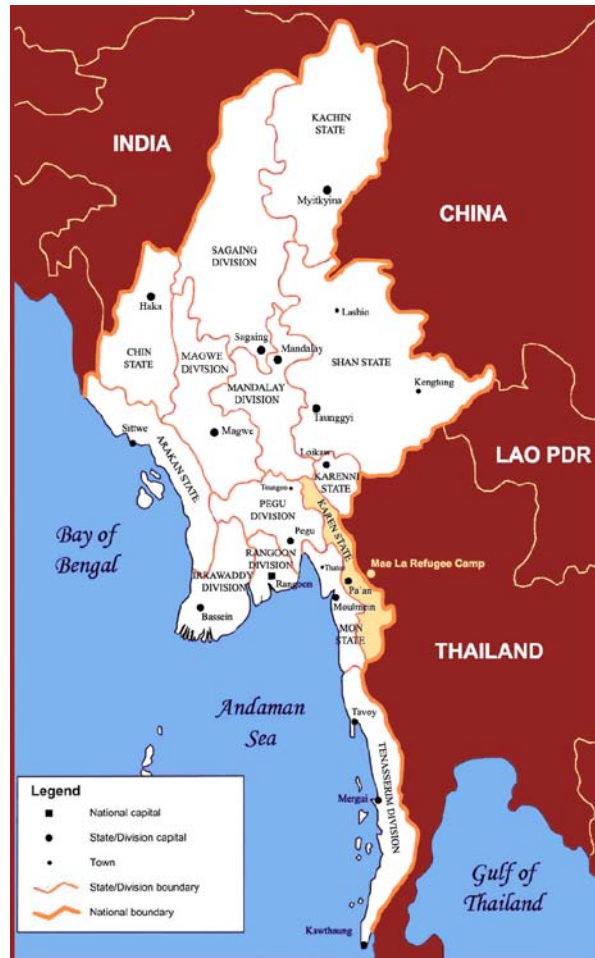 KACHIN
STATE
INDIA
Myitkyina
CHINA
SAGAING
DIVISION
Haka
Lashio
Sagaing
Mandalay
CHIN
STATE
MAGWE
DIVISION
SHAN STATE
MANDALAY
DIVISION
Kengtung
Taunggyi
Sittwe
Magwe
ARAKAN STATE
Loikaw
LAO PDR
KARENNI
STATE
Toungoo
PEGU
DIVISION
KAREN STATE
Bay of
Bengal
Pegu
RANGOON
DIVISION
Thaton
Mae La Refugee Camp
IRRAWADDY
DIVISION
Rangoon
Pa'an
Bassein
Moulmein
MON
STATE
THAILAND
Andaman
Sea
Tavoy
TENASSERIM DIVISION
Mergui
Legend
National capital
State/Division capital
Town
State/Division boundary
National boundary
Gulf of
Thailand
Kawthaung